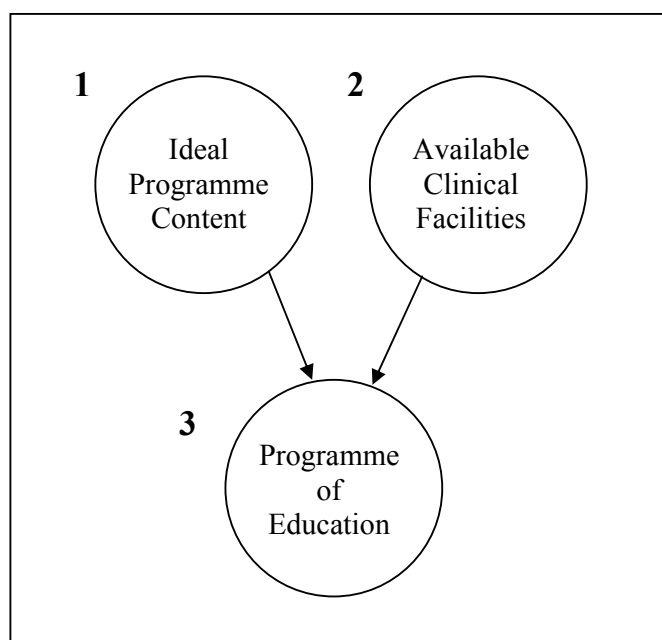 1
Ideal
Programme
Content
2
Available
Clinical
Facilities
3
Programme
of
Education